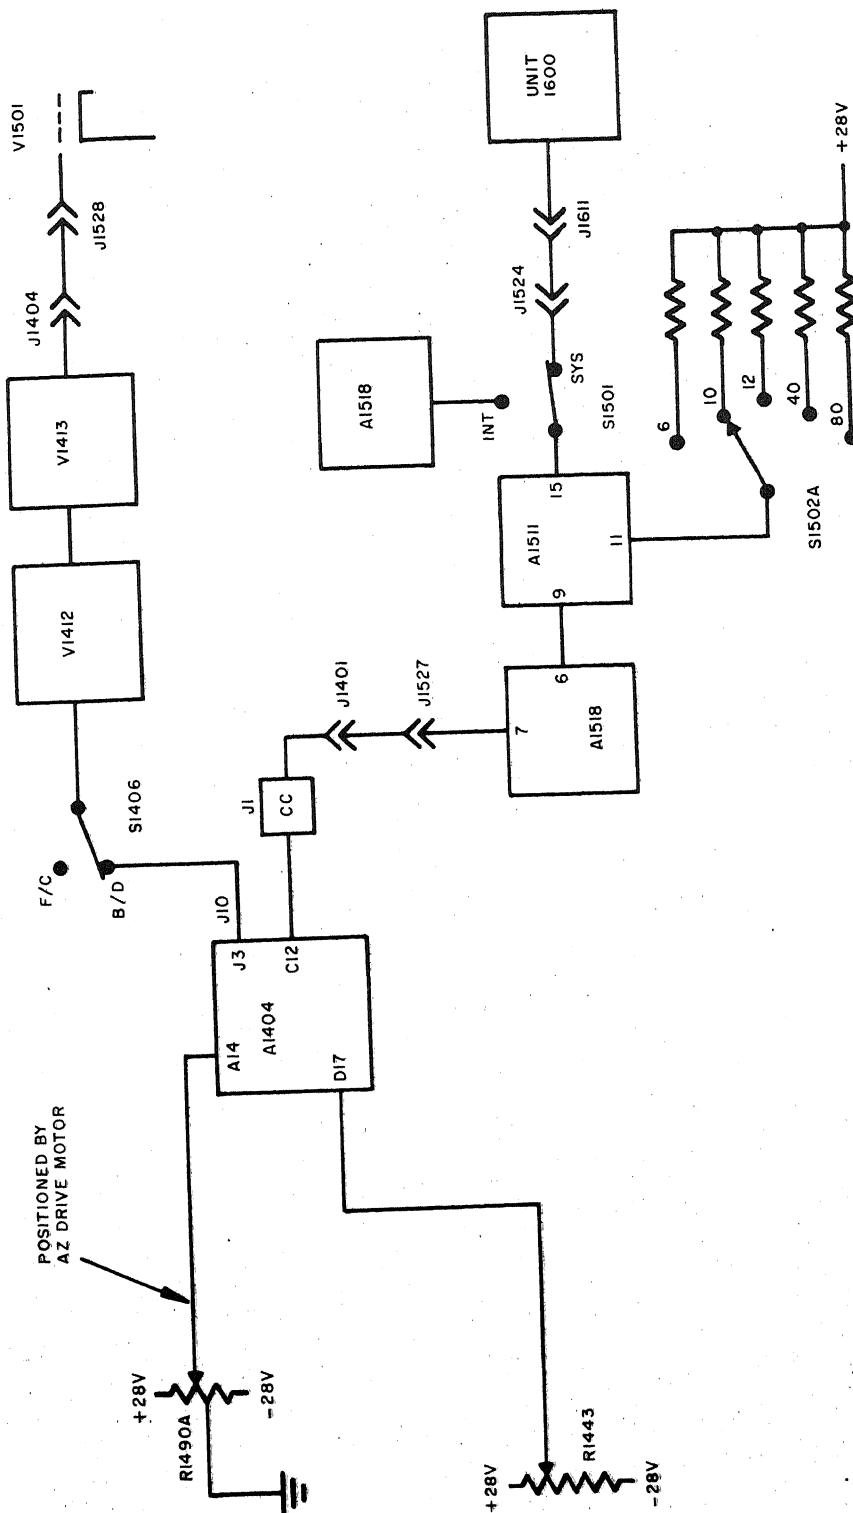 POSITIONED BY
AZ DRIVE MOTOR
+28V
R1490A
-28V
+28V
R1443
-28V
A14
A1404
D17
J3
C12
J10
F/C
B/D
S1406
J1
CC
V1412
V1413
J1404
J1528
V1501
J1401
J1527
7
A1518
6
9
A1511
15
11
A1518
INT
SYS
S1501
J1524
J1611
UNIT
1600
S1502A
6
10
12
40
80
+28V